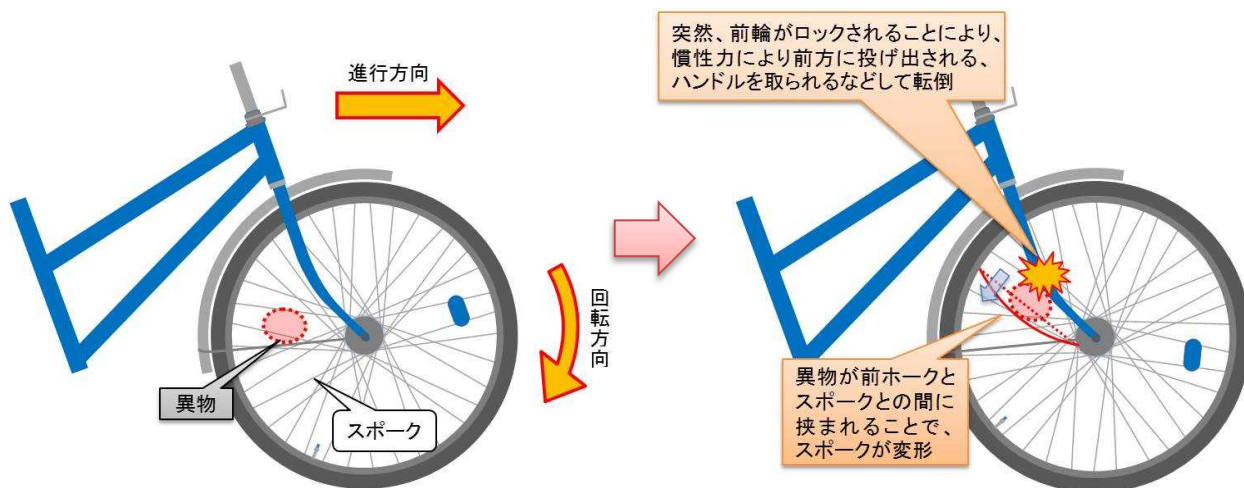 進行方向
回転方向
異物
スポーク
突然、前輪がロックされることにより、
慣性力により前方に投げ出される、
ハンドルを取られるなどして転倒
異物が前ホークと
スポークとの間に
挟まれることで、
スポークが変形